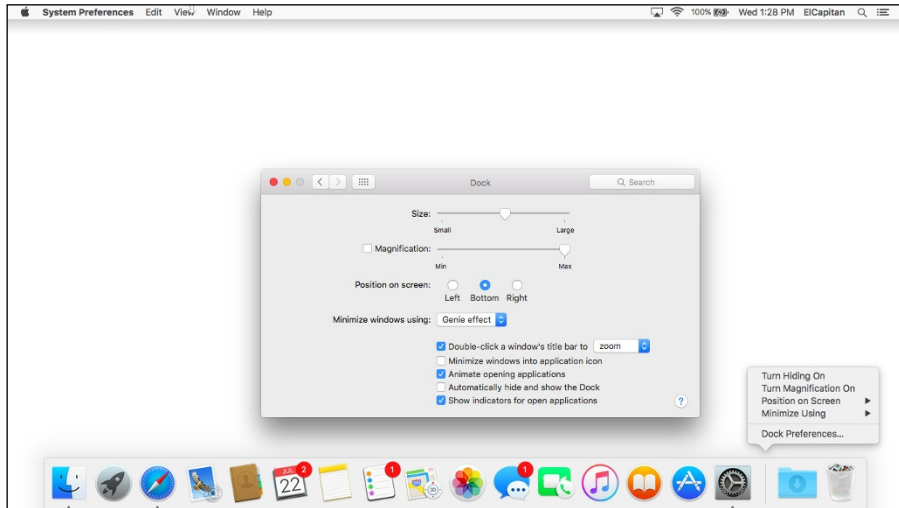 System Preferences Edit View Window Help 100% Wed 1:28 PM ElCapitan
Dock Search
Size:
Small Large
Magnification:
Min Max
Position on screen:
Left Bottom Right
Minimize windows using: Genie effect
Double-click a window's title bar to zoom
Minimize windows into application icon
Animate opening applications
Automatically hide and show the Dock
Show indicators for open applications ?
Turn Hiding On
Turn Magnification On
Position on Screen
Minimize Using
Dock Preferences...
JUL 2 1 1
22